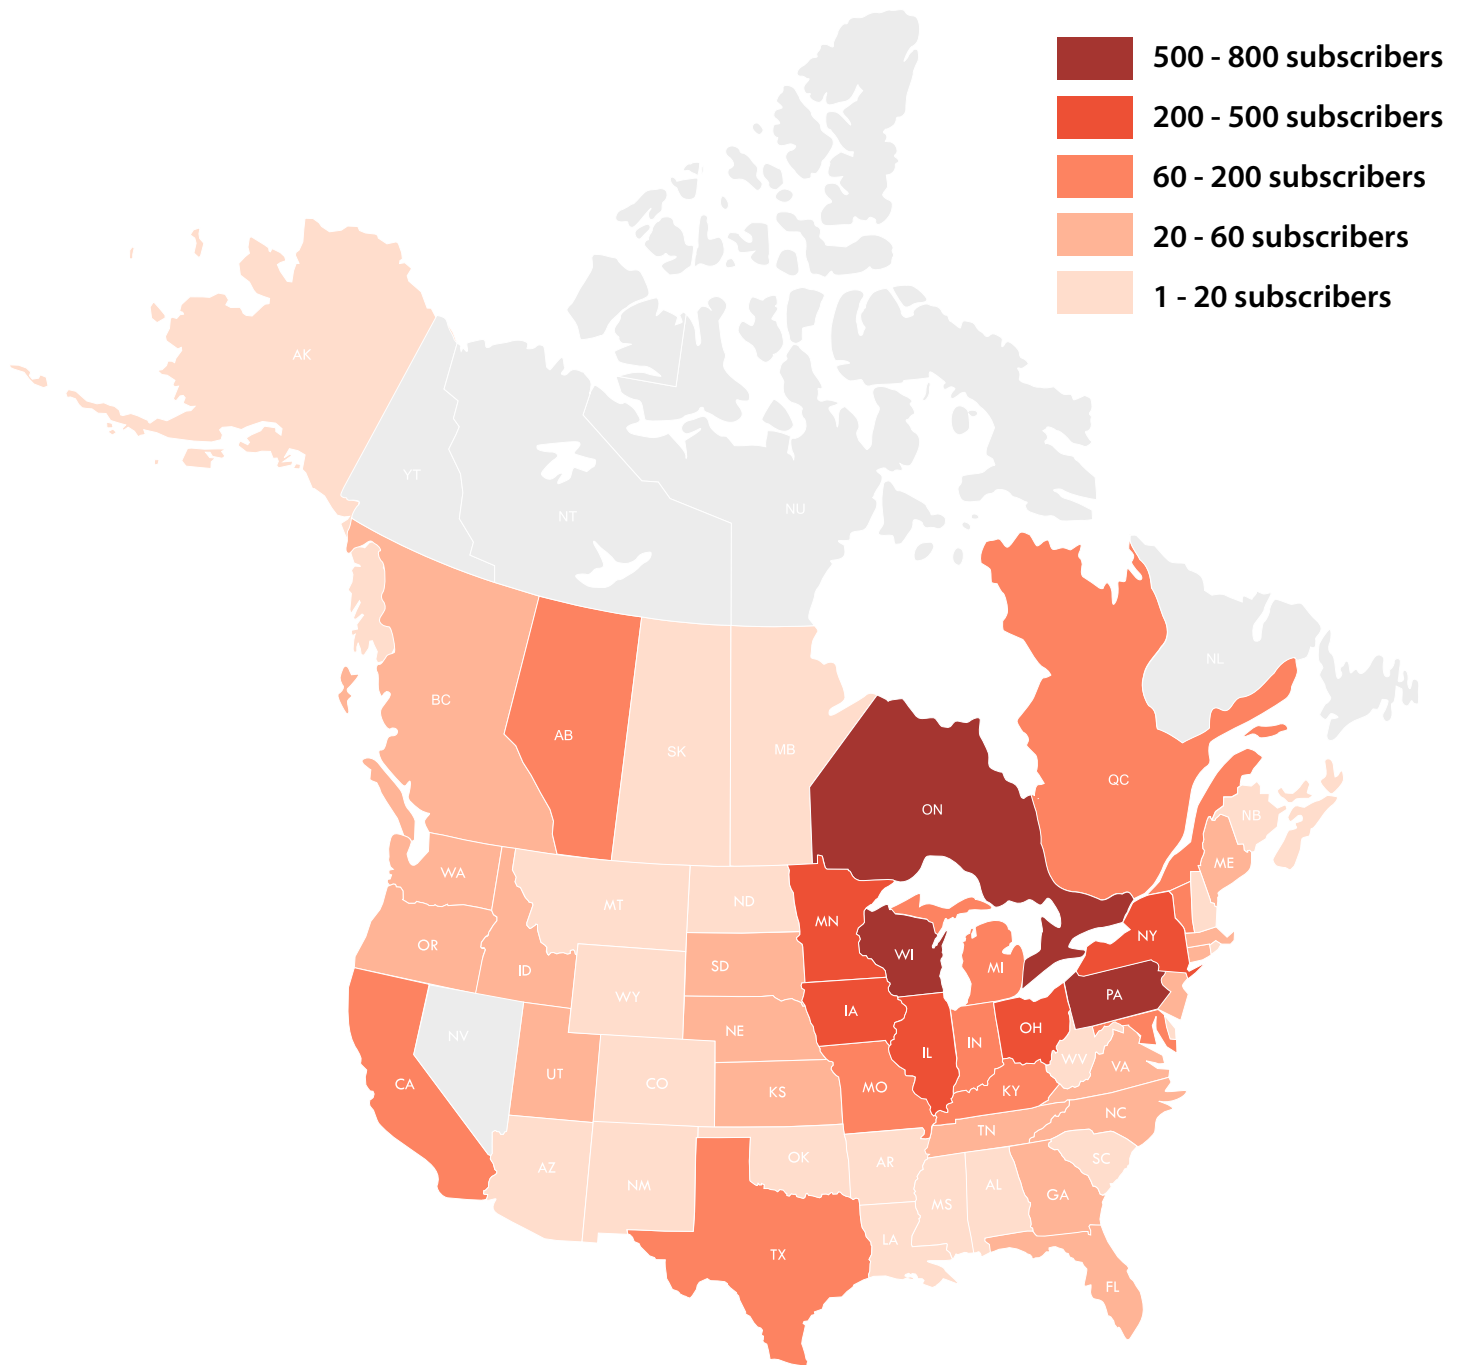 500 - 800 subscribers
200 - 500 subscribers
60 - 200 subscribers
20 - 60 subscribers
1 - 20 subscribers
AK
YT
NT
NU
NL
BC
AB
SK
MB
ON
QC
NB
ME
WA
MT
ND
MN
OR
ID
SD
WI
MI
NY
PA
WY
NE
IA
IL
IN
OH
NV
UT
CO
KS
MO
KY
WV
VA
CA
AZ
NM
OK
AR
TN
NC
SC
MS
AL
GA
LA
TX
FL